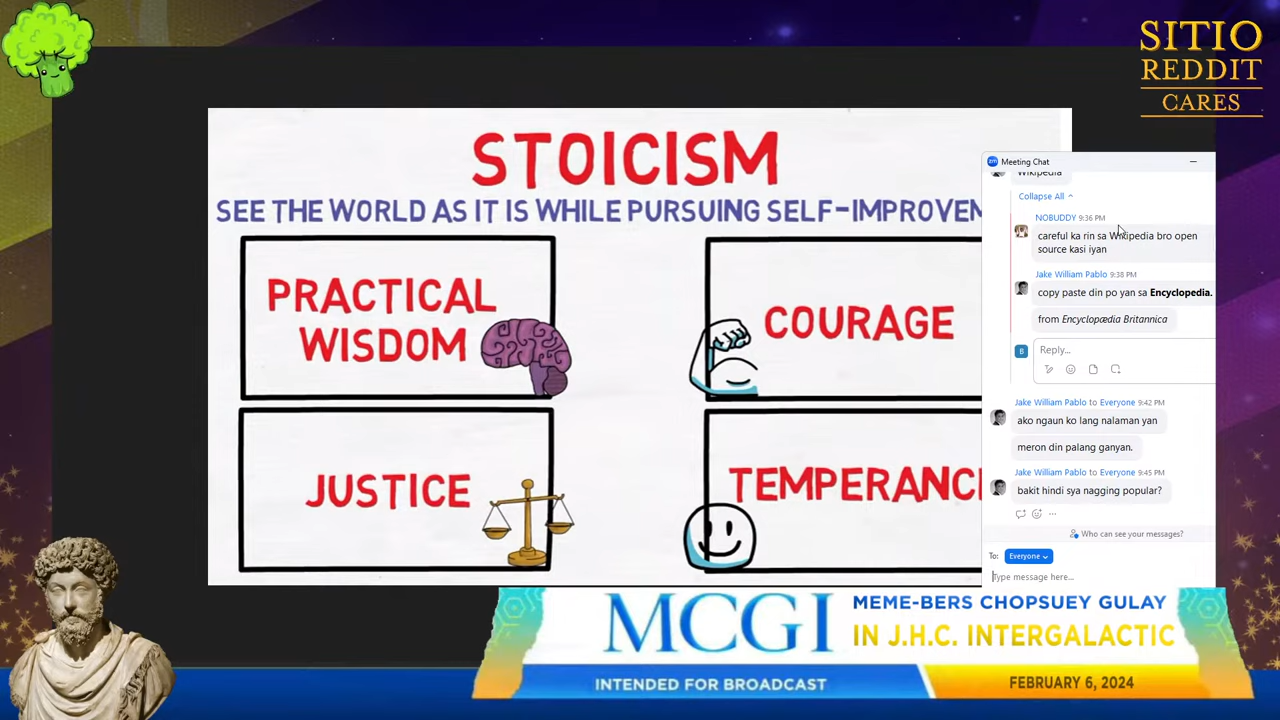 SITIO
REDDIT
CARES
STOICISM
SEE THE WORLD AS IT IS WHILE PURSUING SELF-IMPROVEM
PRACTICAL
WISDOM
COURAGE
JUSTICE
TEMPERANC
zm Meeting Chat
Wikipedia
Collapse All
NOBUDDY 9:36 PM
careful ka rin sa Wikipedia bro open
source kasi iyan
Jake William Pablo 9:38 PM
copy paste din po yan sa Encyclopedia.
from Encyclopædia Britannica
B
Reply...
Jake William Pablo to Everyone 9:42 PM
ako ngaun ko lang nalaman yan
meron din palang ganyan.
Jake William Pablo to Everyone 9:45 PM
bakit hindi sya nagging popular?
Who can see your messages?
To: Everyone
Type message here...
MCGI
MEME-BERS CHOPSUEY GULAY
IN J.H.C. INTERGALACTIC
INTENDED FOR BROADCAST
FEBRUARY 6, 2024